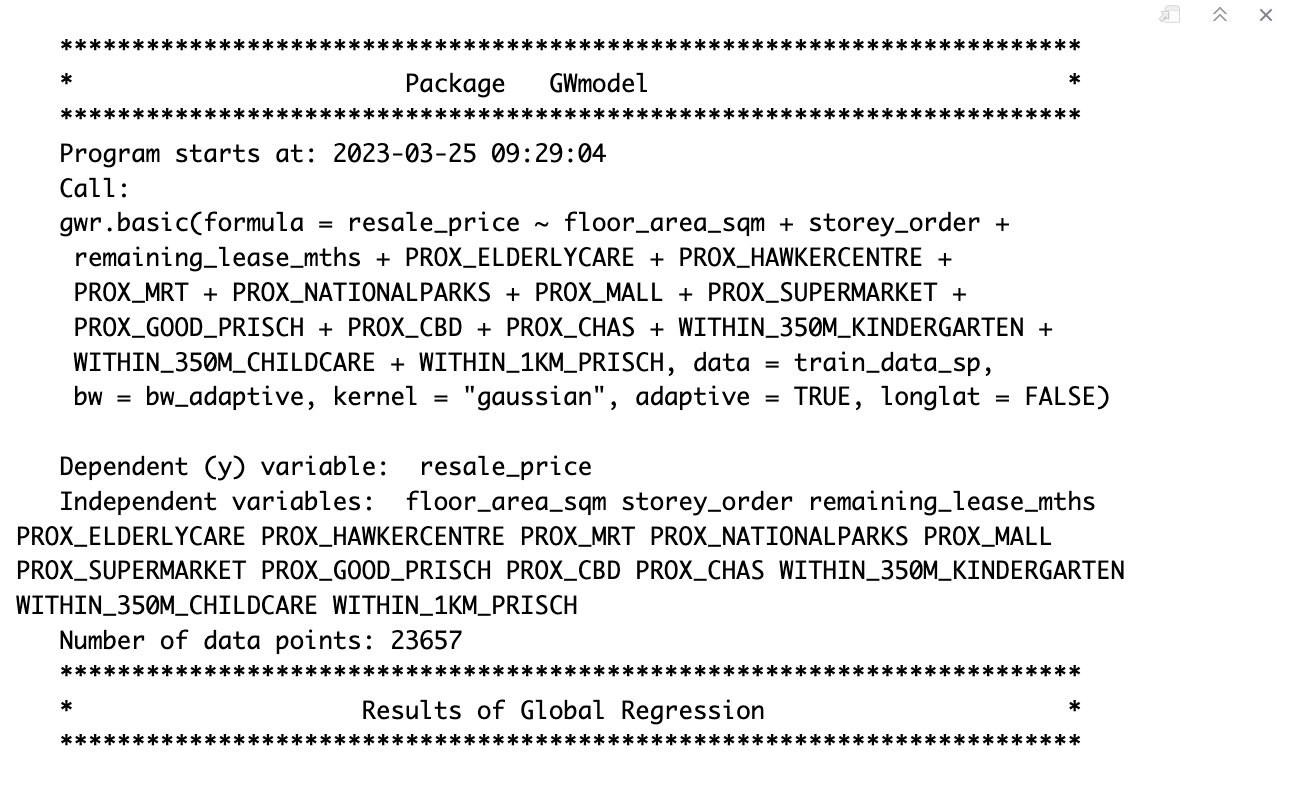 ***********************************************************************
*                       Package   GWmodel                             *
***********************************************************************
Program starts at: 2023-03-25 09:29:04
Call:
gwr.basic(formula = resale_price ~ floor_area_sqm + storey_order +
remaining_lease_mths + PROX_ELDERLYCARE + PROX_HAWKERCENTRE +
PROX_MRT + PROX_NATIONALPARKS + PROX_MALL + PROX_SUPERMARKET +
PROX_GOOD_PRISCH + PROX_CBD + PROX_CHAS + WITHIN_350M_KINDERGARTEN +
WITHIN_350M_CHILDCARE + WITHIN_1KM_PRISCH, data = train_data_sp,
bw = bw_adaptive, kernel = "gaussian", adaptive = TRUE, longlat = FALSE)
Dependent (y) variable:  resale_price
Independent variables:  floor_area_sqm storey_order remaining_lease_mths
PROX_ELDERLYCARE PROX_HAWKERCENTRE PROX_MRT PROX_NATIONALPARKS PROX_MALL
PROX_SUPERMARKET PROX_GOOD_PRISCH PROX_CBD PROX_CHAS WITHIN_350M_KINDERGARTEN
WITHIN_350M_CHILDCARE WITHIN_1KM_PRISCH
Number of data points: 23657
***********************************************************************
*                    Results of Global Regression                     *
***********************************************************************